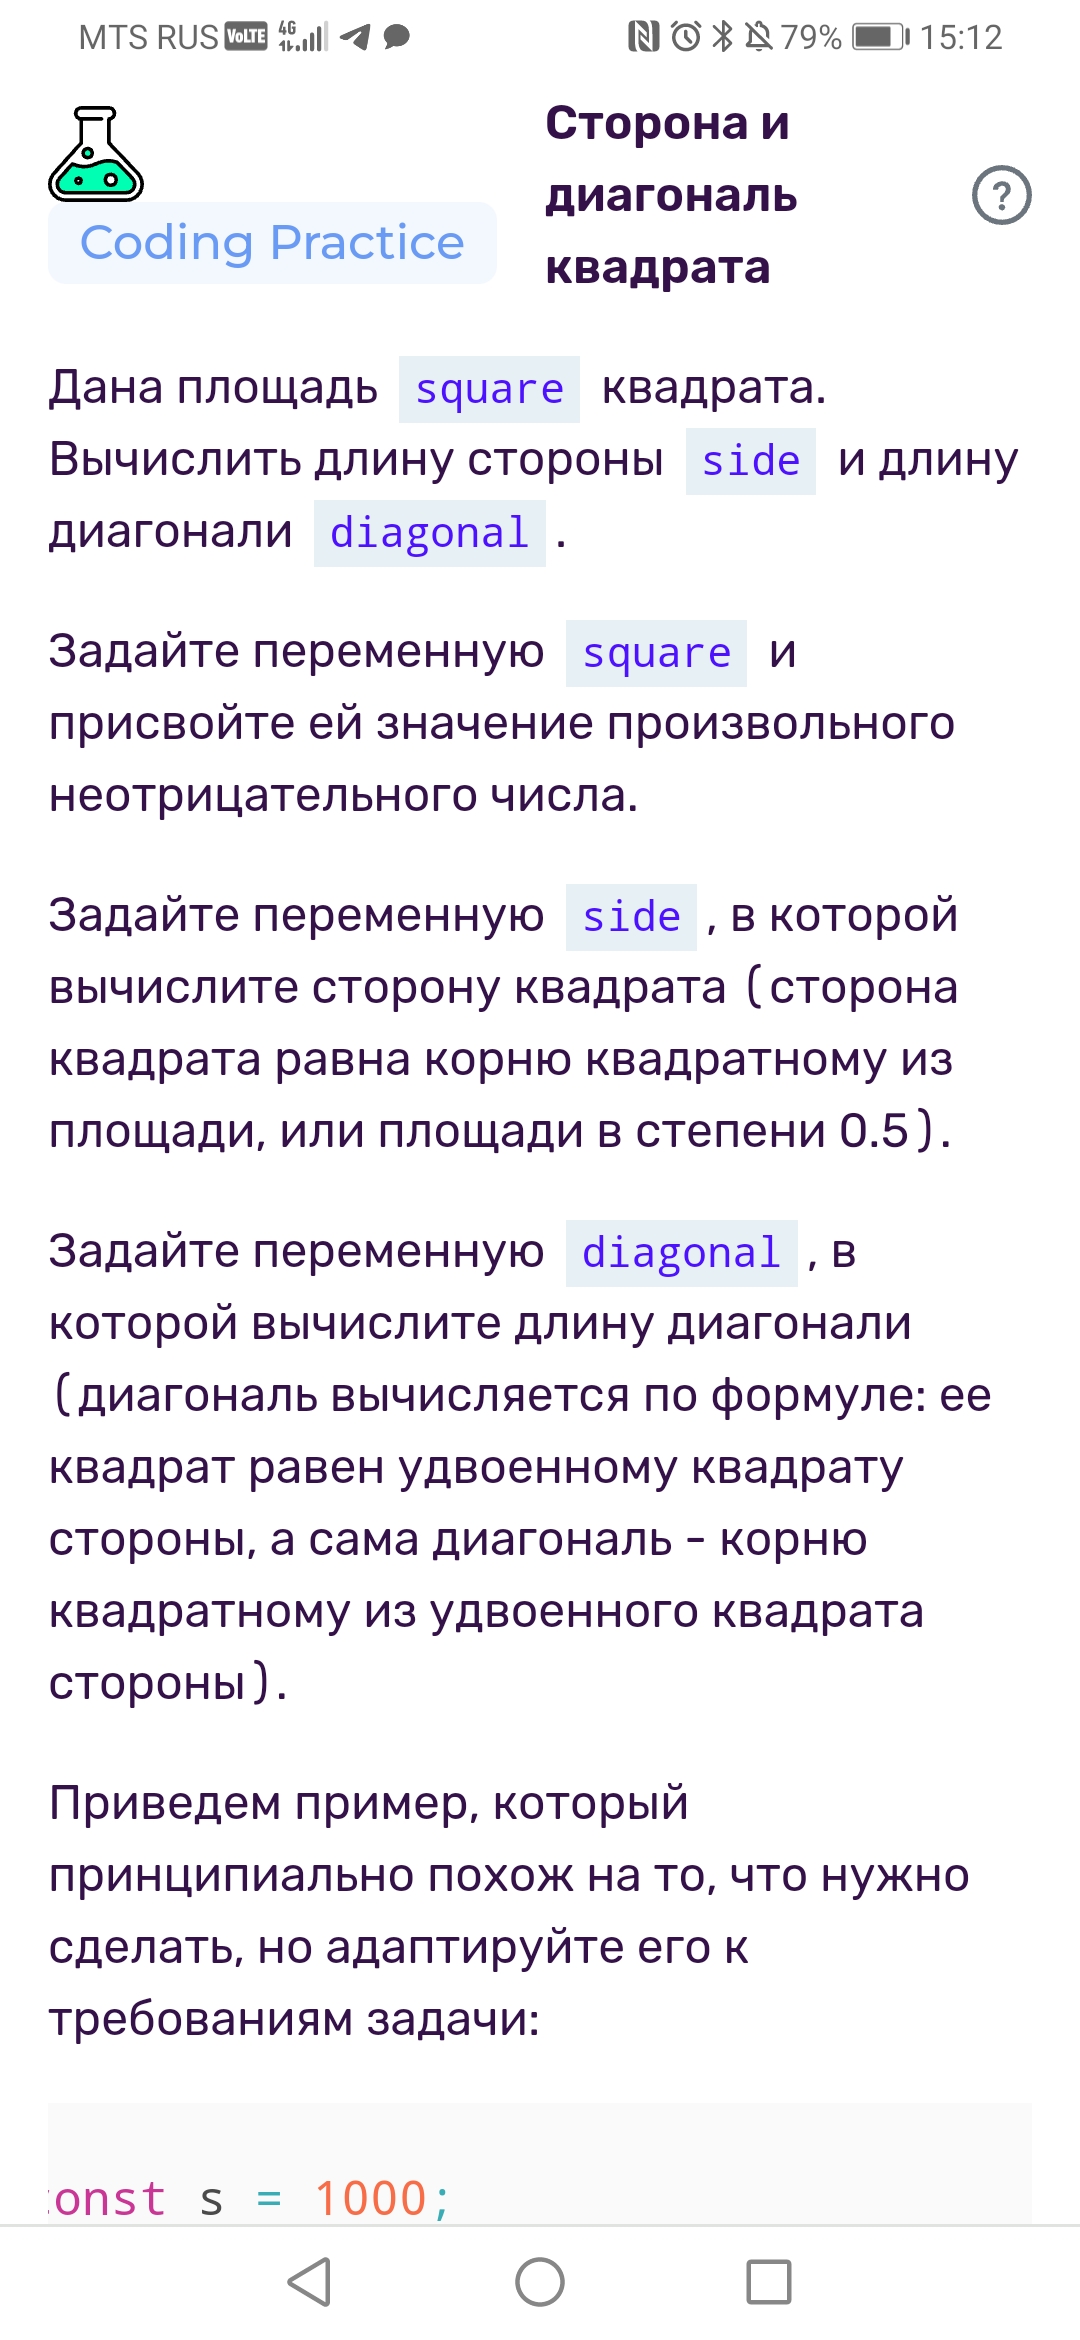 MTS RUS VoLTE 4G 79% 15:12
Сторона и
диагональ
квадрата
?
Coding Practice
Дана площадь square квадрата.
Вычислить длину стороны side и длину
диагонали diagonal.
Задайте переменную square и
присвойте ей значение произвольного
неотрицательного числа.
Задайте переменную side, в которой
вычислите сторону квадрата (сторона
квадрата равна корню квадратному из
площади, или площади в степени 0.5).
Задайте переменную diagonal, в
которой вычислите длину диагонали
(диагональ вычисляется по формуле: ее
квадрат равен удвоенному квадрату
стороны, а сама диагональ - корню
квадратному из удвоенного квадрата
стороны).
Приведем пример, который
принципиально похож на то, что нужно
сделать, но адаптируйте его к
требованиям задачи:
const s = 1000;